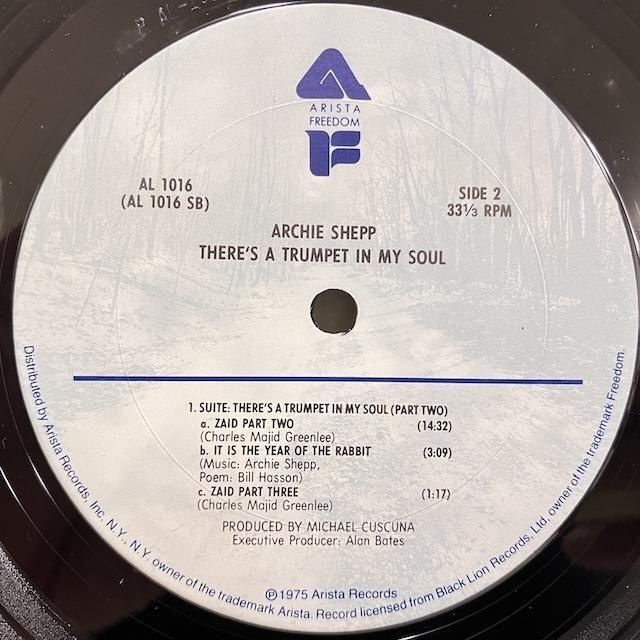 P AL-10
ARISTA
FREEDOM
AL 1016
(AL 1016 SB)
SIDE 2
33⅓ RPM
ARCHIE SHEPP
THERE'S A TRUMPET IN MY SOUL
1. SUITE: THERE'S A TRUMPET IN MY SOUL (PART TWO)
a. ZAID PART TWO (14:32)
(Charles Majid Greenlee)
b. IT IS THE YEAR OF THE RABBIT (3:09)
(Music: Archie Shepp,
Poem: Bill Hasson)
c. ZAID PART THREE (1:17)
(Charles Majid Greenlee)
PRODUCED BY MICHAEL CUSCUNA
Executive Producer: Alan Bates
℗1975 Arista Records
Distributed by Arista Records, Inc. N.Y., N.Y. owner of the trademark Arista. Record licensed from Black Lion Records, Ltd. owner of the trademark Freedom.